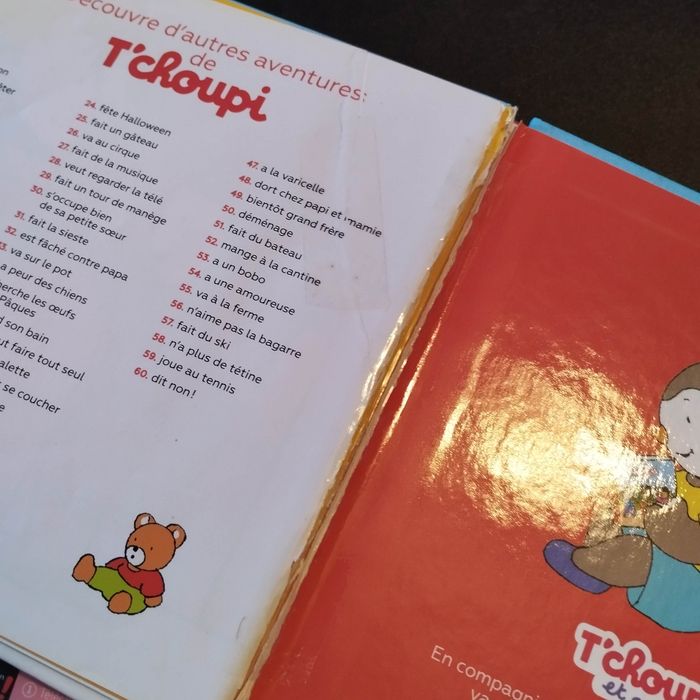 Découvre d'autres aventures:
de
T'choupi
24. fête Halloween
25. fait un gâteau
26. va au cirque
27. fait de la musique
28. veut regarder la télé
29. fait un tour de manège
30. s'occupe bien
de sa petite sœur
31. fait la sieste
32. est fâché contre papa
33. va sur le pot
a peur des chiens
les œufs
Pâques
son bain
faire tout seul
se coucher
47. a la varicelle
48. dort chez papi et mamie
49. bientôt grand frère
50. déménage
51. fait du bateau
52. mange à la cantine
53. a un bobo
54. a une amoureuse
55. va à la ferme
56. n'aime pas la bagarre
57. fait du ski
58. n'a plus de tétine
59. joue au tennis
60. dit non !
T'chou
En